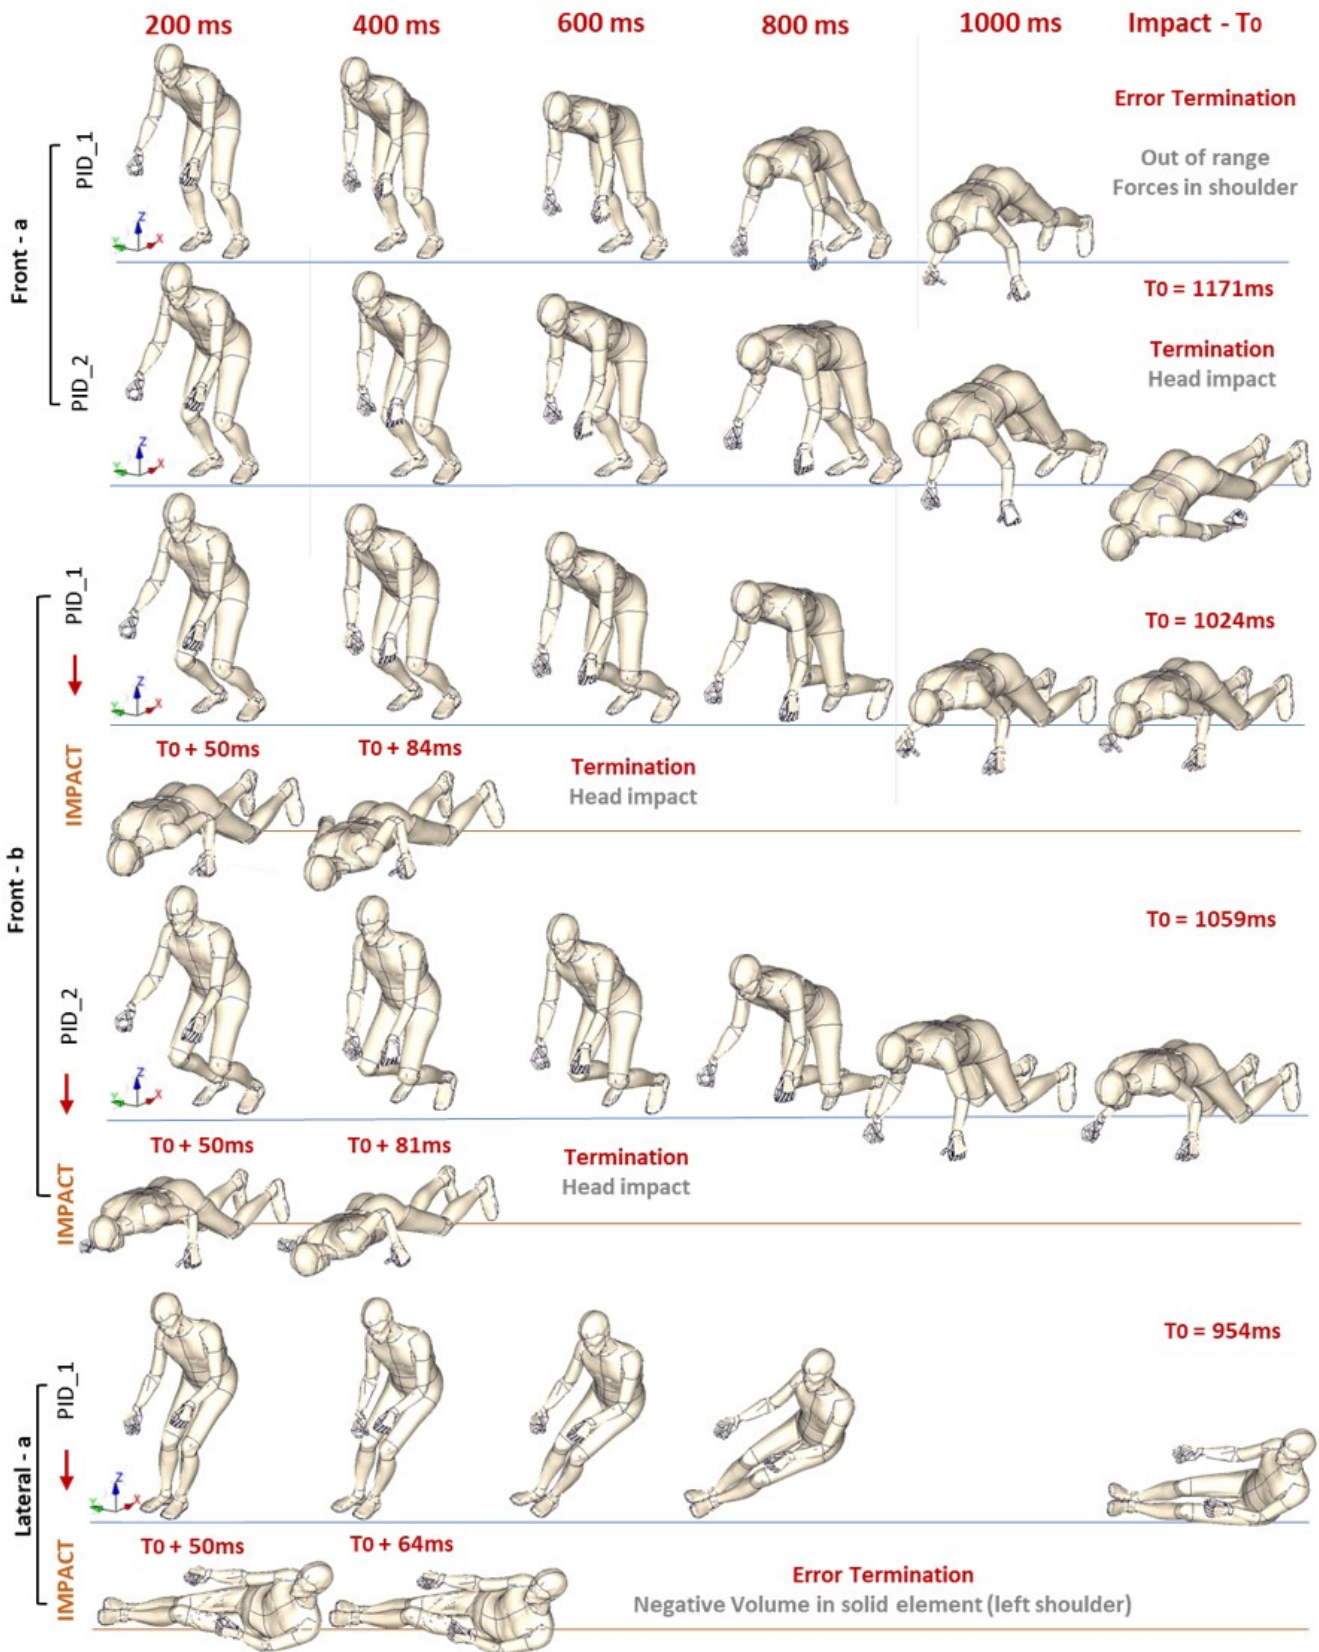 200 ms 400 ms 600 ms 800 ms 1000 ms Impact - T0
Error Termination
Out of range
Forces in shoulder
Front - a
PID_1
Z
Y X
T0 = 1171ms
Termination
Head impact
PID_2
Z
Y X
Front - b
PID_1
T0 = 1024ms
Z
Y X
IMPACT
T0 + 50ms T0 + 84ms
Termination
Head impact
PID_2
T0 = 1059ms
Z
Y X
IMPACT
T0 + 50ms T0 + 81ms
Termination
Head impact
Lateral - a
PID_1
T0 = 954ms
Z
Y X
IMPACT
T0 + 50ms T0 + 64ms
Error Termination
Negative Volume in solid element (left shoulder)